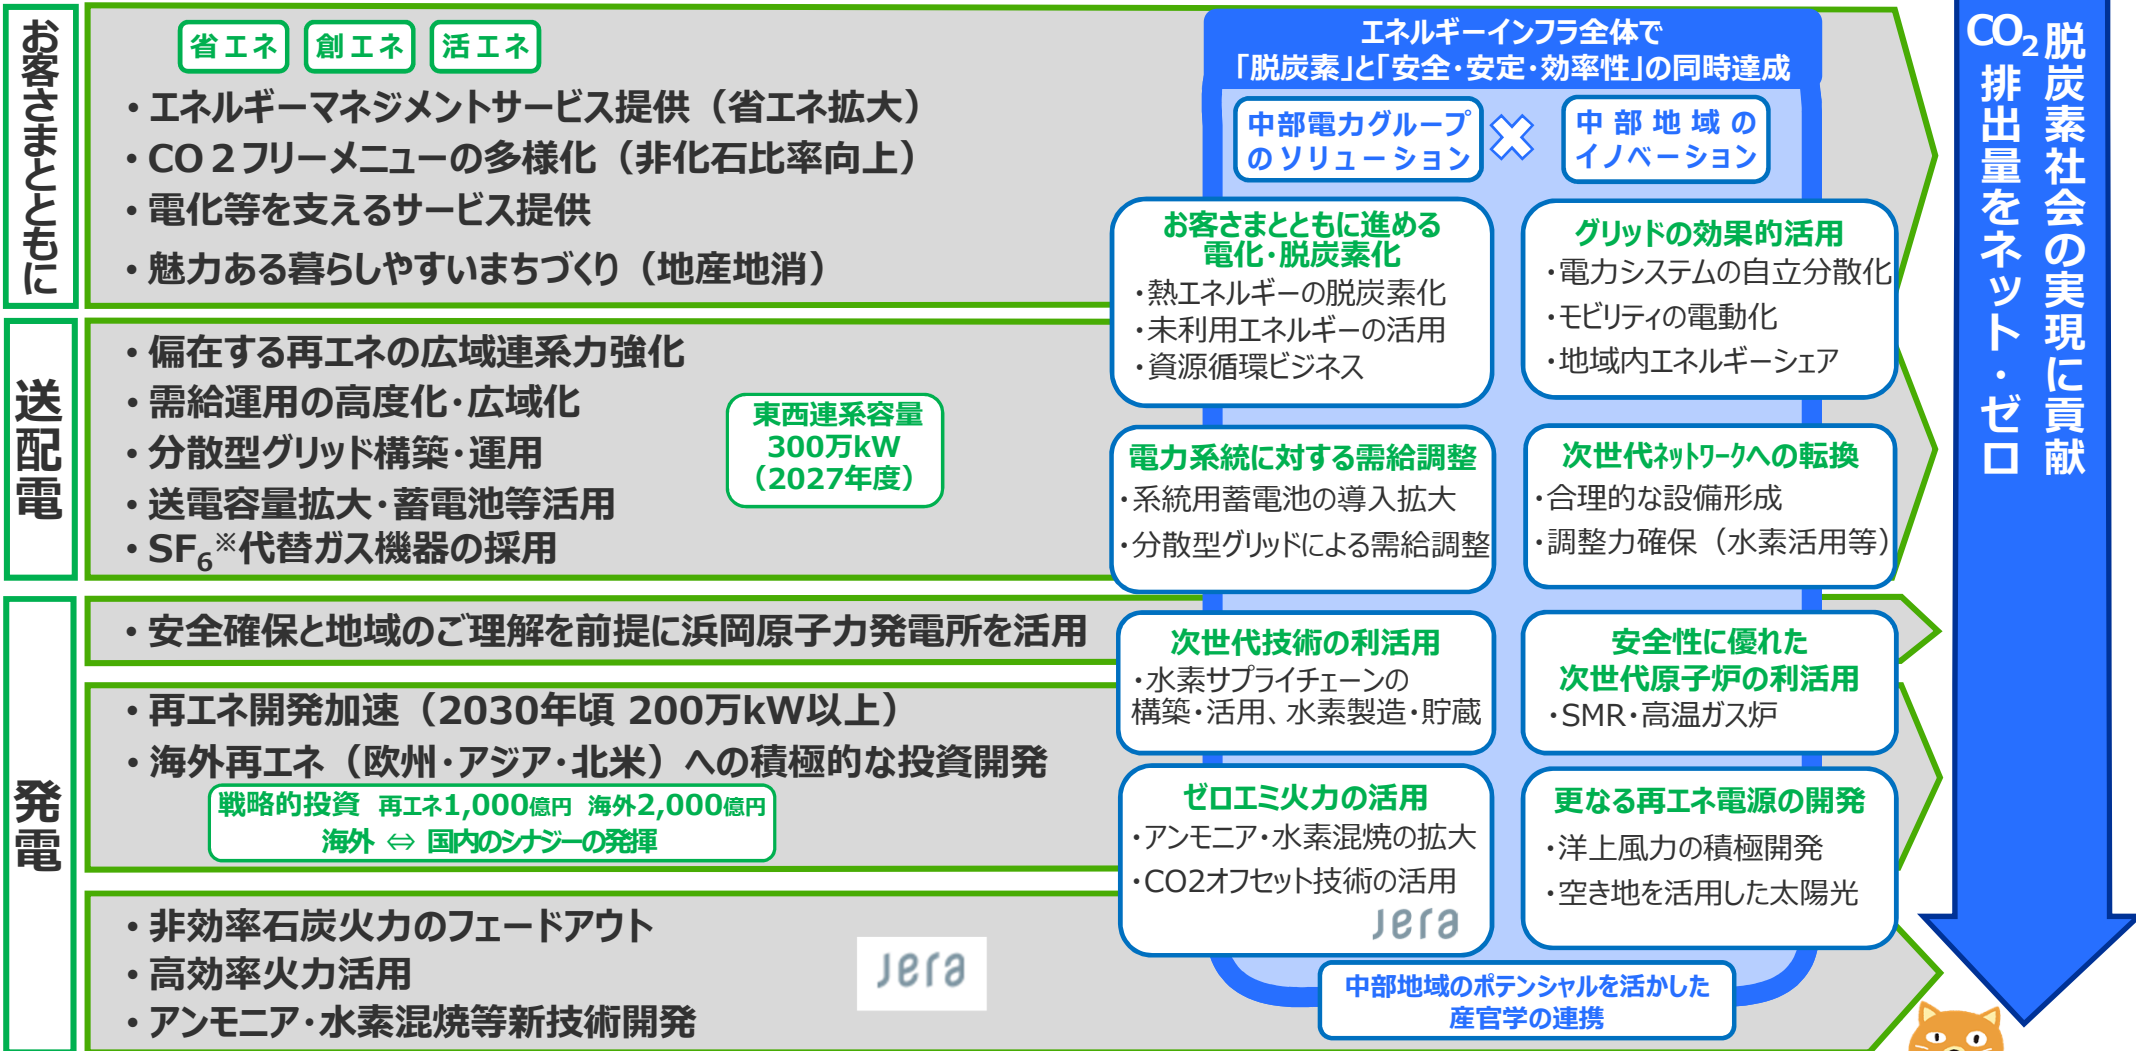 お客さまとともに
省エネ 創エネ 活エネ
・エネルギーマネジメントサービス提供（省エネ拡大）
・CO２フリーメニューの多様化（非化石比率向上）
・電化等を支えるサービス提供
・魅力ある暮らしやすいまちづくり（地産地消）
送配電
・偏在する再エネの広域連系力強化
・需給運用の高度化・広域化
・分散型グリッド構築・運用
・送電容量拡大・蓄電池等活用
・SF₆※代替ガス機器の採用
東西連系容量
300万kW
（2027年度）
発電
・安全確保と地域のご理解を前提に浜岡原子力発電所を活用
・再エネ開発加速（2030年頃 200万kW以上）
・海外再エネ（欧州・アジア・北米）への積極的な投資開発
戦略的投資 再エネ1,000億円 海外2,000億円
海外 ⇔ 国内のシナジーの発揮
・非効率石炭火力のフェードアウト
・高効率火力活用
・アンモニア・水素混焼等新技術開発
Jera
エネルギーインフラ全体で
「脱炭素」と「安全・安定・効率性」の同時達成
中部電力グループ
のソリューション
中部地域の
イノベーション
お客さまとともに進める
電化・脱炭素化
・熱エネルギーの脱炭素化
・未利用エネルギーの活用
・資源循環ビジネス
グリッドの効果的活用
・電力システムの自立分散化
・モビリティの電動化
・地域内エネルギーシェア
電力系統に対する需給調整
・系統用蓄電池の導入拡大
・分散型グリッドによる需給調整
次世代ネットワークへの転換
・合理的な設備形成
・調整力確保（水素活用等）
次世代技術の利活用
・水素サプライチェーンの
構築・活用、水素製造・貯蔵
安全性に優れた
次世代原子炉の利活用
・SMR・高温ガス炉
ゼロエミ火力の活用
・アンモニア・水素混焼の拡大
・CO2オフセット技術の活用
Jera
更なる再エネ電源の開発
・洋上風力の積極開発
・空き地を活用した太陽光
中部地域のポテンシャルを活かした
産官学の連携
脱炭素社会の実現に貢献
CO₂排出量をネット・ゼロ